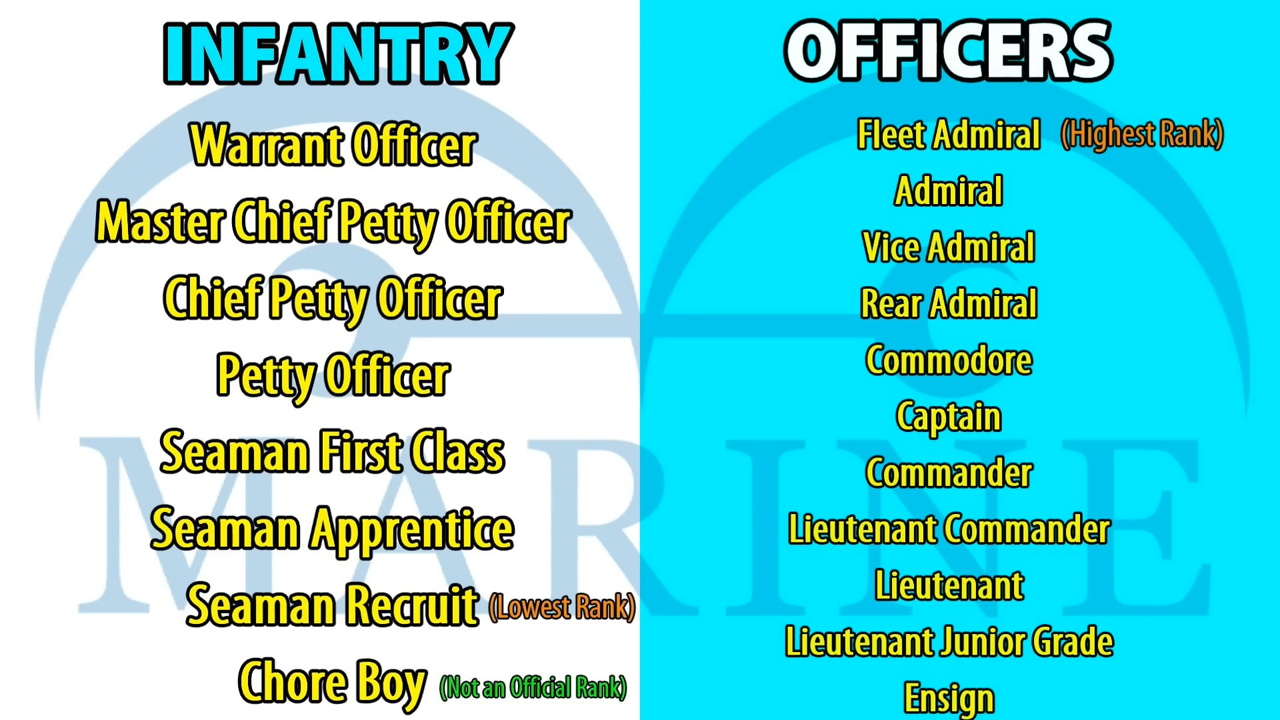 INFANTRY
Warrant Officer
Master Chief Petty Officer
Chief Petty Officer
Petty Officer
Seaman First Class
Seaman Apprentice
Seaman Recruit (Lowest Rank)
Chore Boy (Not an Official Rank)
OFFICERS
Fleet Admiral (Highest Rank)
Admiral
Vice Admiral
Rear Admiral
Commodore
Captain
Commander
Lieutenant Commander
Lieutenant
Lieutenant Junior Grade
Ensign
MARINE